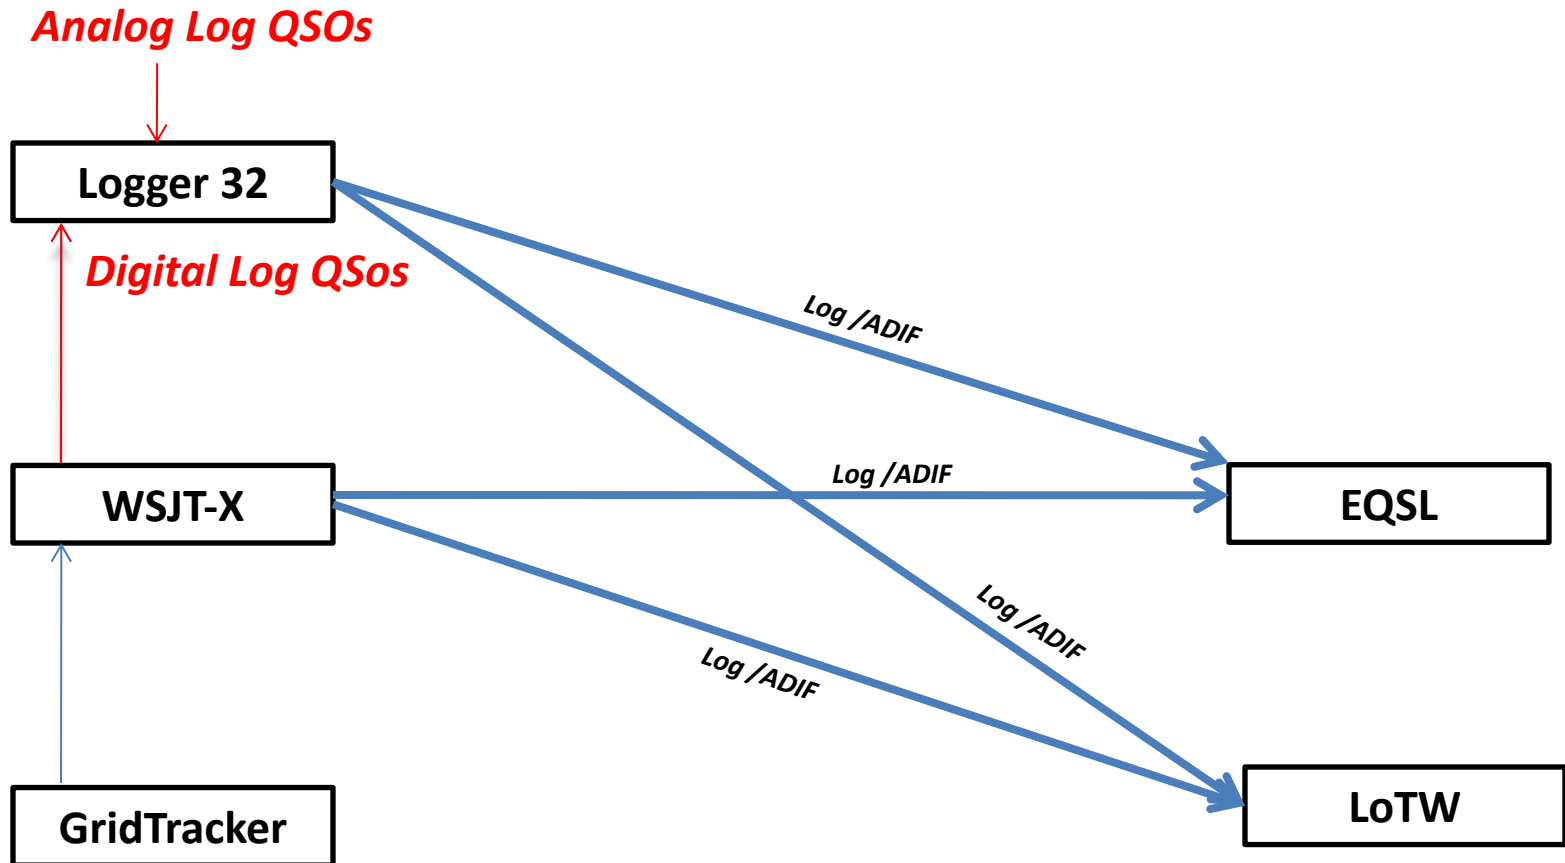 Analog Log QSOs
Logger 32
Digital Log QSos
Log /ADIF
WSJT-X
Log /ADIF
EQSL
Log /ADIF
Log /ADIF
GridTracker
LoTW